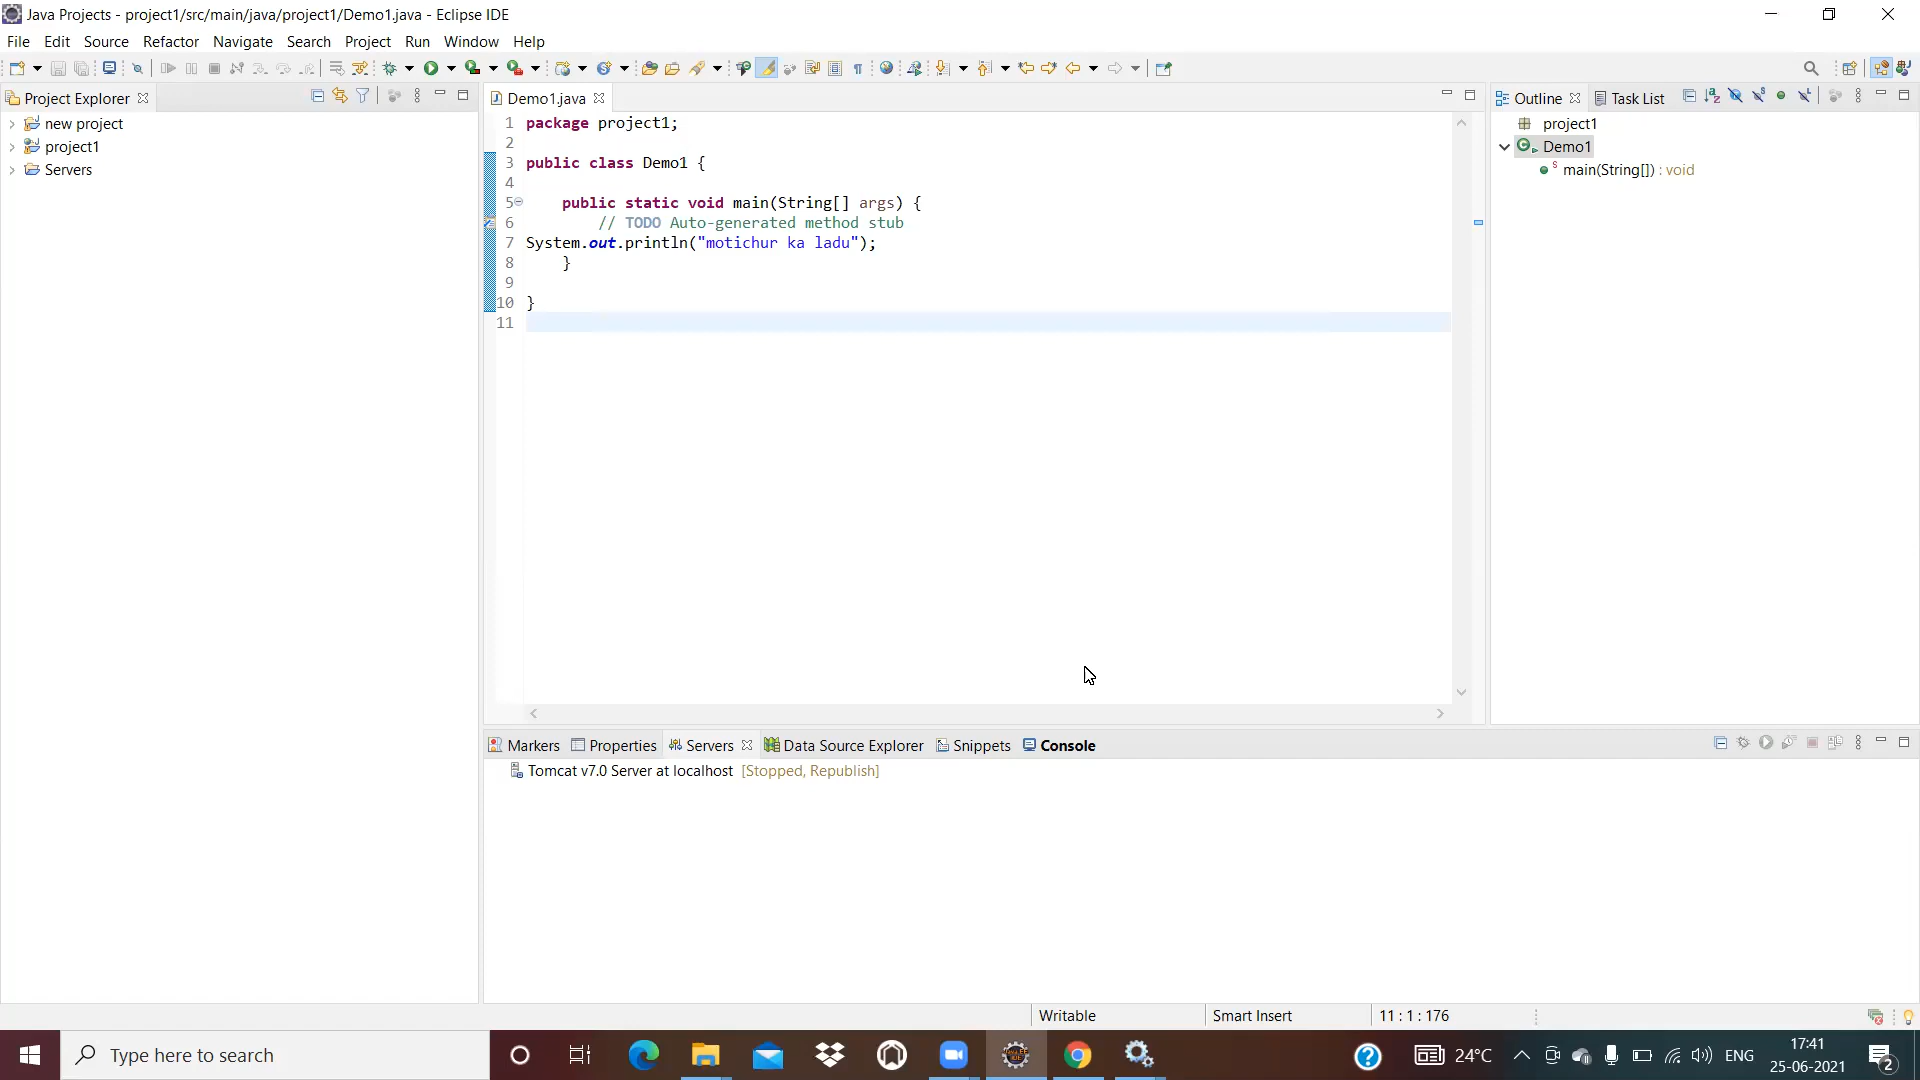 Java Projects - project1/src/main/java/project1/Demo1.java - Eclipse IDE
File Edit Source Refactor Navigate Search Project Run Window Help
Project Explorer
new project
project1
Servers
Demo1.java
1 package project1;
2
3 public class Demo1 {
4
5 public static void main(String[] args) {
6 // TODO Auto-generated method stub
7 System.out.println("motichur ka ladu");
8 }
9
10 }
11
Outline Task List
project1
Demo1
main(String[]) : void
Markers Properties Servers Data Source Explorer Snippets Console
Tomcat v7.0 Server at localhost [Stopped, Republish]
Writable Smart Insert 11 : 1 : 176
Type here to search
24°C ENG
17:41
25-06-2021
2